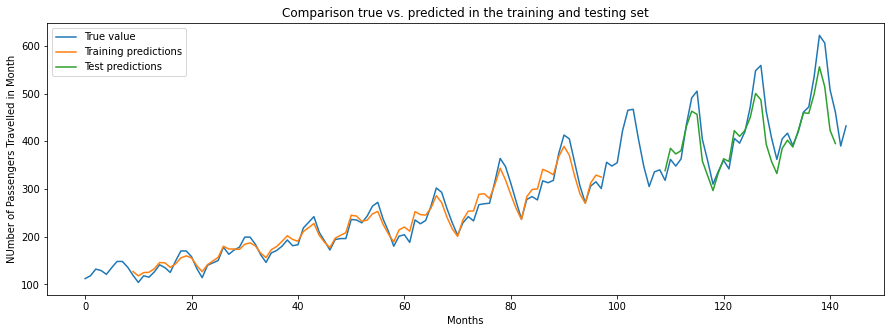 Comparison true vs. predicted in the training and testing set
True value
Training predictions
Test predictions
NUmber of Passengers Travelled in Month
600
500
400
300
200
100
0 20 40 60 80 100 120 140
Months